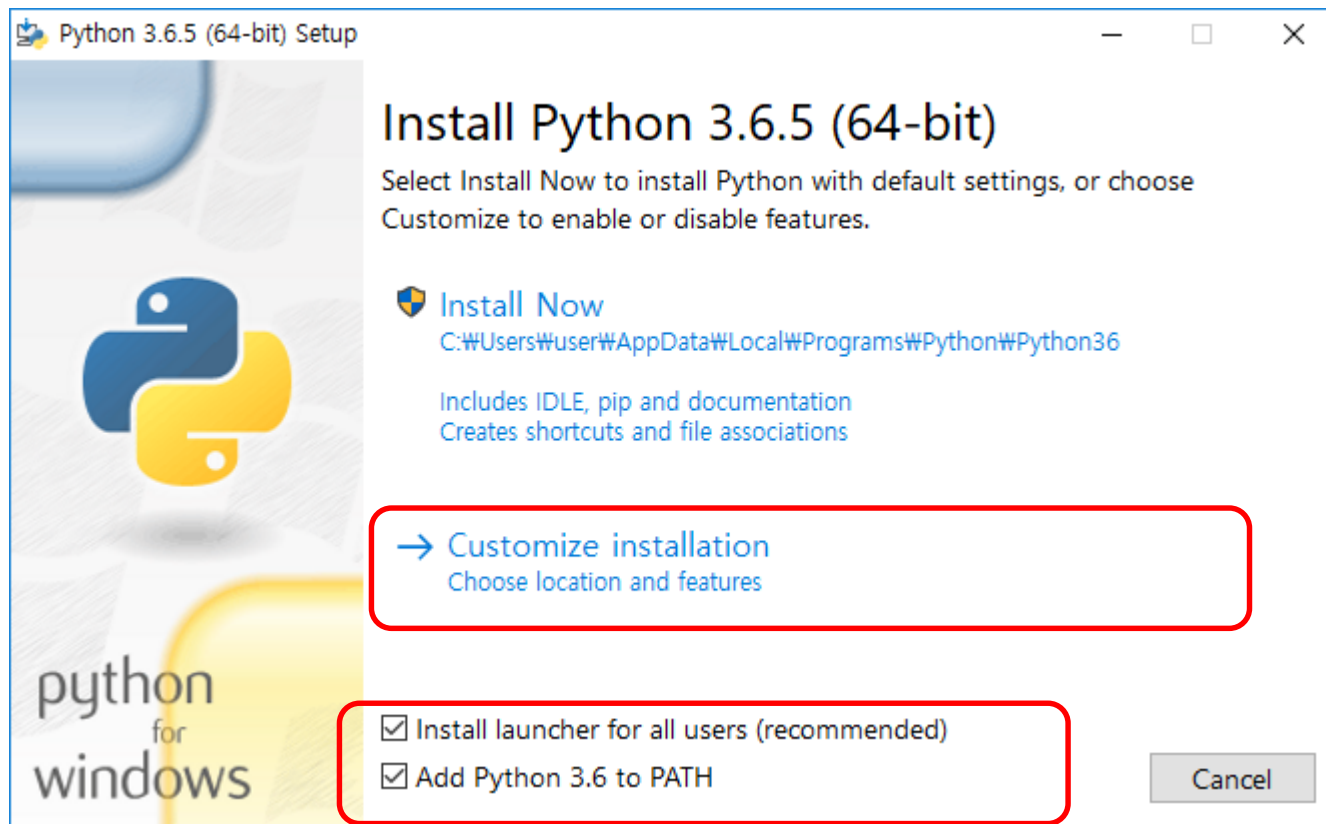 Python 3.6.5 (64-bit) Setup
Install Python 3.6.5 (64-bit)
Select Install Now to install Python with default settings, or choose
Customize to enable or disable features.
Install Now
C:₩Users₩user₩AppData₩Local₩Programs₩Python₩Python36
Includes IDLE, pip and documentation
Creates shortcuts and file associations
Customize installation
Choose location and features
python
for
windows
Install launcher for all users (recommended)
Add Python 3.6 to PATH
Cancel